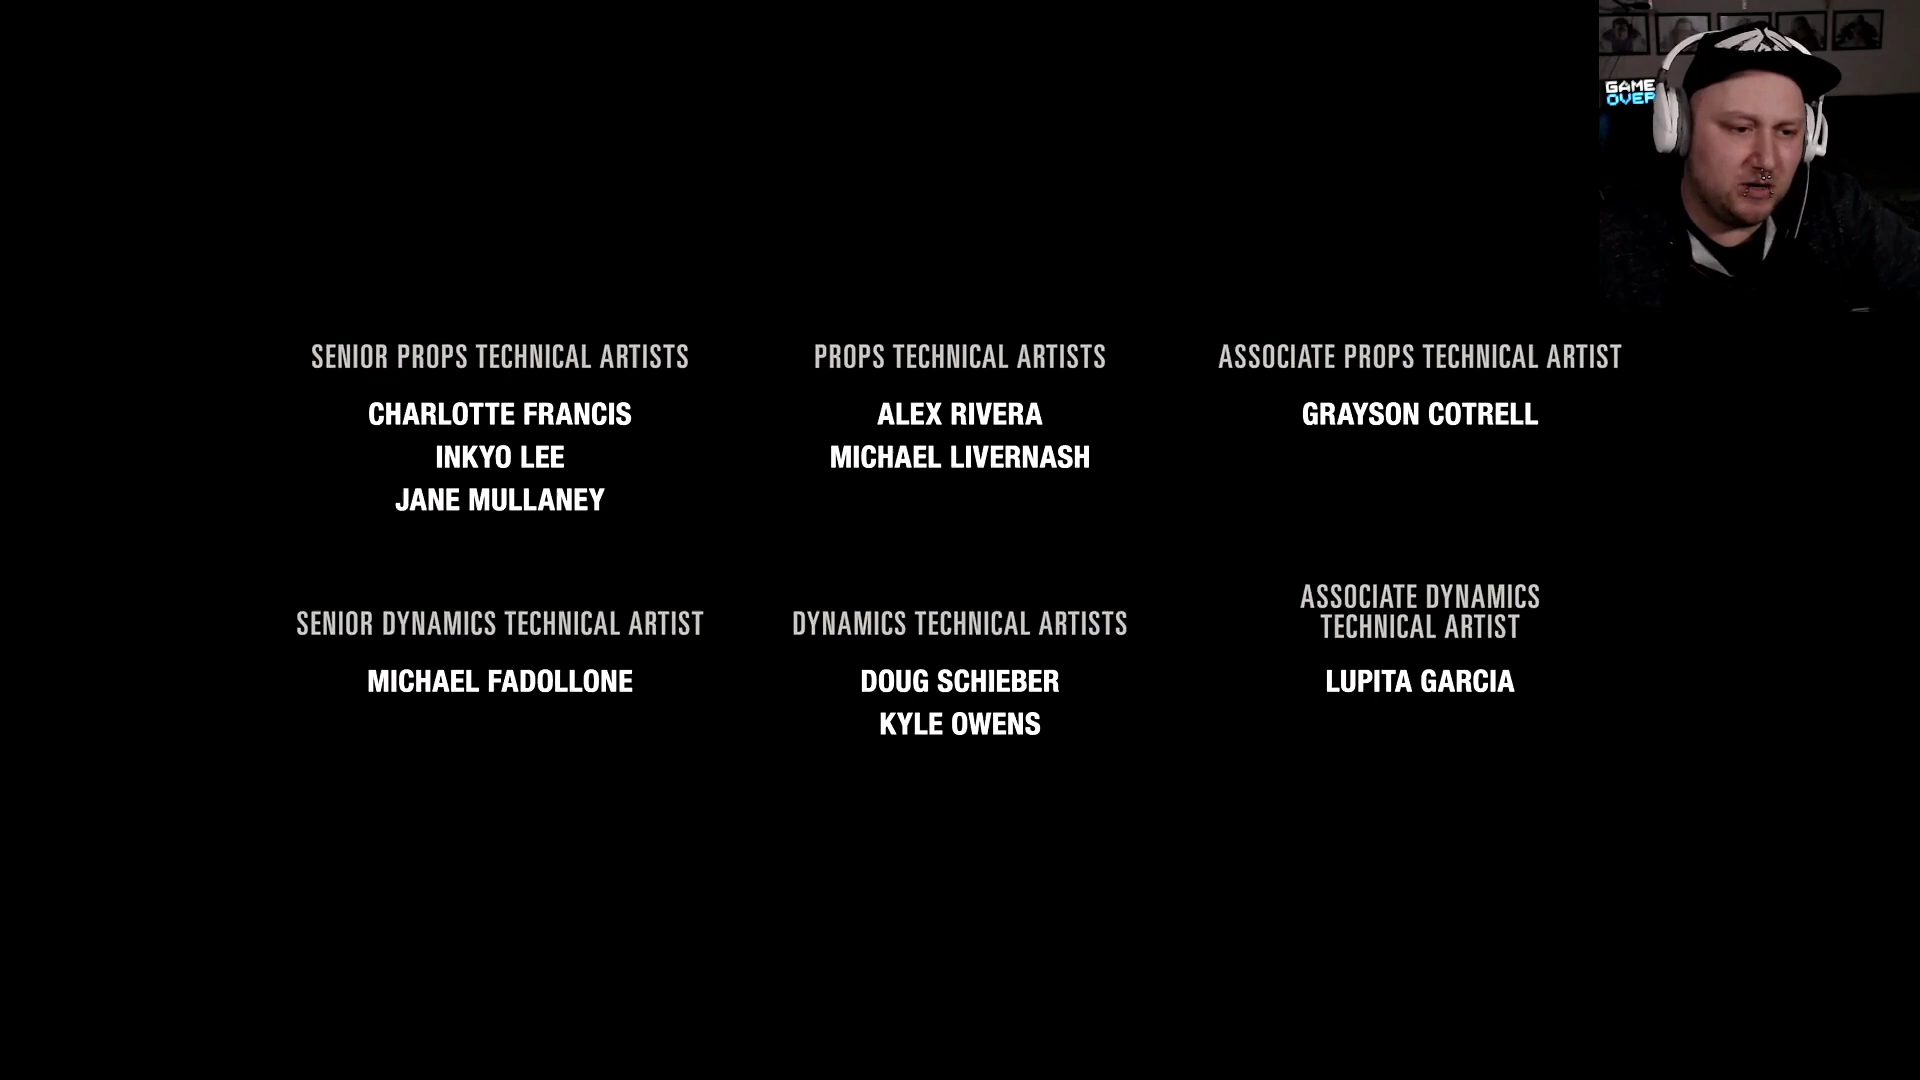 GAME
OVER
SENIOR PROPS TECHNICAL ARTISTS
CHARLOTTE FRANCIS
INKYO LEE
JANE MULLANEY
PROPS TECHNICAL ARTISTS
ALEX RIVERA
MICHAEL LIVERNASH
ASSOCIATE PROPS TECHNICAL ARTIST
GRAYSON COTRELL
SENIOR DYNAMICS TECHNICAL ARTIST
MICHAEL FADOLLONE
DYNAMICS TECHNICAL ARTISTS
DOUG SCHIEBER
KYLE OWENS
ASSOCIATE DYNAMICS
TECHNICAL ARTIST
LUPITA GARCIA